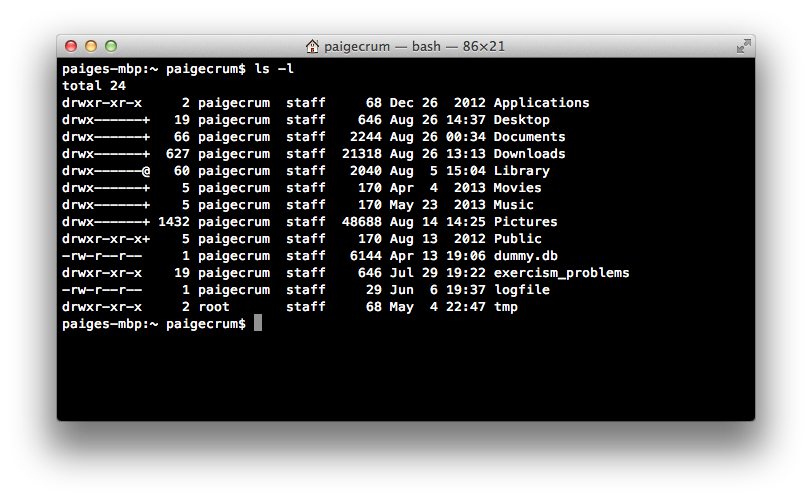 paigecrum — bash — 86×21
paiges-mbp:~ paigecrum$ ls -l
total 24
drwxr-xr-x     2 paigecrum  staff     68 Dec 26  2012 Applications
drwx------+   19 paigecrum  staff    646 Aug 26 14:37 Desktop
drwx------+   66 paigecrum  staff   2244 Aug 26 00:34 Documents
drwx------+  627 paigecrum  staff  21318 Aug 26 13:13 Downloads
drwx------@   60 paigecrum  staff   2040 Aug  5 15:04 Library
drwx------+    5 paigecrum  staff    170 Apr  4  2013 Movies
drwx------+    5 paigecrum  staff    170 May 23  2013 Music
drwx------+ 1432 paigecrum  staff  48688 Aug 14 14:25 Pictures
drwxr-xr-x+    5 paigecrum  staff    170 Aug 13  2012 Public
-rw-r--r--     1 paigecrum  staff   6144 Apr 13 19:06 dummy.db
drwxr-xr-x    19 paigecrum  staff    646 Jul 29 19:22 exercism_problems
-rw-r--r--     1 paigecrum  staff     29 Jun  6 19:37 logfile
drwxr-xr-x     2 root       staff     68 May  4 22:47 tmp
paiges-mbp:~ paigecrum$